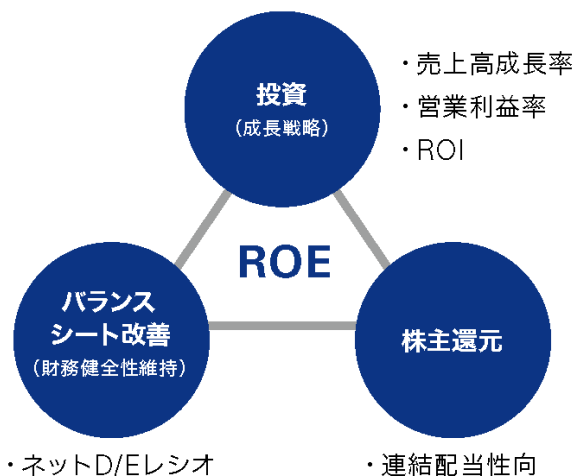 投資
（成長戦略）
・売上高成長率
・営業利益率
・ROI
ROE
バランス
シート改善
（財務健全性維持）
株主還元
・ネットD/Eレシオ
・連結配当性向